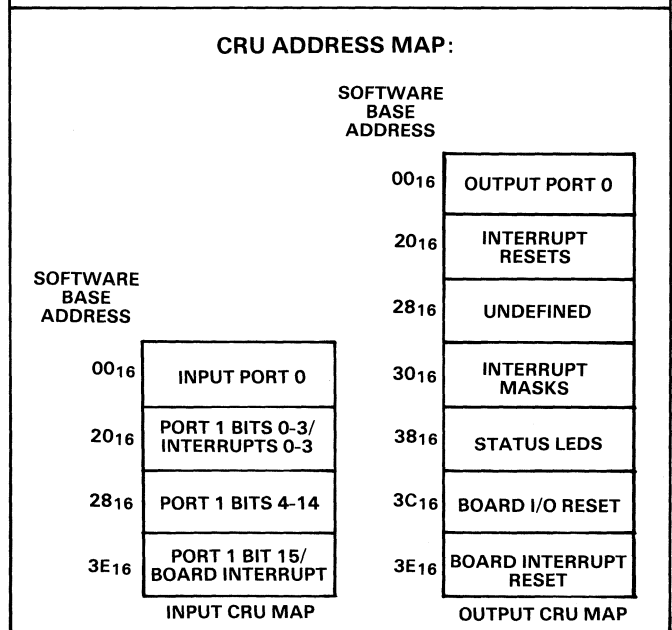 CRU ADDRESS MAP:
SOFTWARE
BASE
ADDRESS
00₁₆ INPUT PORT 0
20₁₆ PORT 1 BITS 0-3/
INTERRUPTS 0-3
28₁₆ PORT 1 BITS 4-14
3E₁₆ PORT 1 BIT 15/
BOARD INTERRUPT
INPUT CRU MAP
SOFTWARE
BASE
ADDRESS
00₁₆ OUTPUT PORT 0
20₁₆ INTERRUPT
RESETS
28₁₆ UNDEFINED
30₁₆ INTERRUPT
MASKS
38₁₆ STATUS LEDS
3C₁₆ BOARD I/O RESET
3E₁₆ BOARD INTERRUPT
RESET
OUTPUT CRU MAP